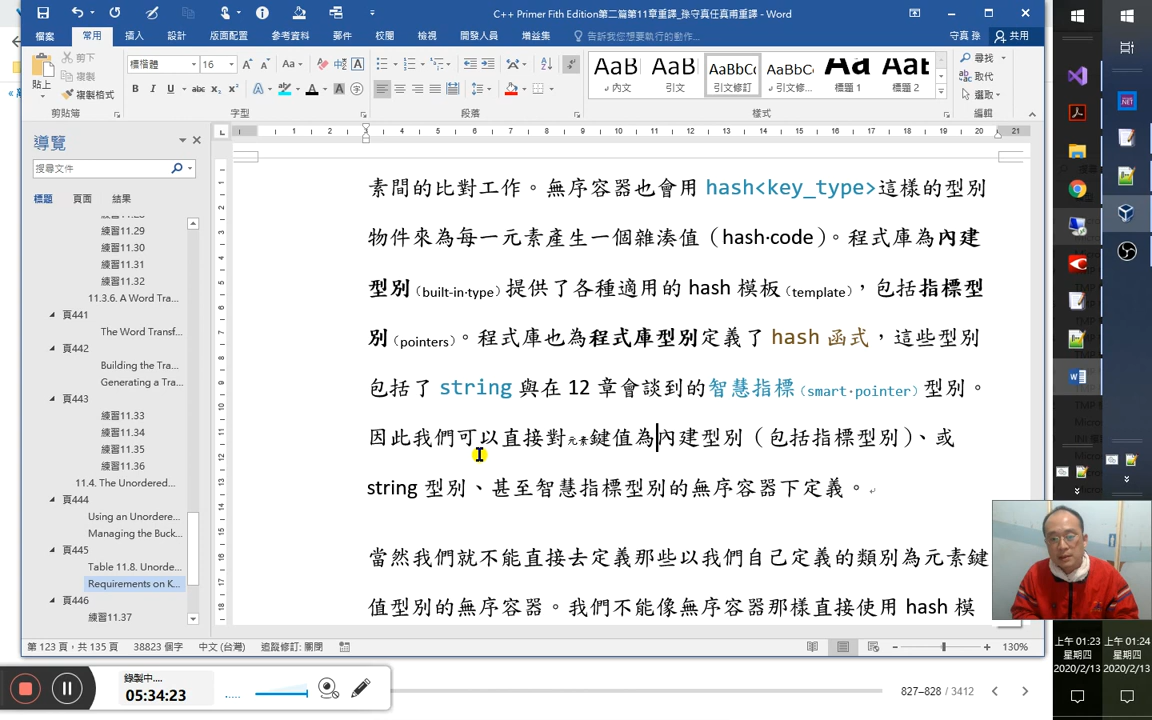 C++ Primer Fith Edition第二篇第11章重譯_孫守真任真甫重譯 - Word
檔案 常用 插入 設計 版面配置 參考資料 郵件 校閱 檢視 開發人員 增益集 告訴我您想要執行的動作... 守真 孫 共用
剪下
複製
複製格式
貼上
剪貼簿
標楷體 16
字型
段落
AaB 內文
AaB 引文
AaBbCc 引文修訂
AaBbC 引文修...
Aat 標題 1
Aat 標題 2
樣式
尋找
取代
選取
編輯
導覽
搜尋文件
標題 頁面 結果
練習11.29
練習11.30
練習11.31
練習11.32
11.3.6. A Word Tra...
頁441
The Word Transf...
頁442
Building the Tra...
Generating a Tra...
頁443
練習11.33
練習11.34
練習11.35
練習11.36
11.4. The Unordered...
頁444
Using an Unordere...
Managing the Buck...
頁445
Table 11.8. Unorde...
Requirements on K...
頁446
練習11.37
素間的比對工作。無序容器也會用 hash<key_type>這樣的型別
物件來為每一元素產生一個雜湊值（hash·code）。程式庫為內建
型別（built-in·type）提供了各種適用的 hash 模板（template），包括指標型
別（pointers）。程式庫也為程式庫型別定義了 hash 函式，這些型別
包括了 string 與在 12 章會談到的智慧指標（smart·pointer）型別。
因此我們可以直接對元素鍵值為內建型別（包括指標型別）、或
string 型別、甚至智慧指標型別的無序容器下定義。
當然我們就不能直接去定義那些以我們自己定義的類別為元素鍵
值型別的無序容器。我們不能像無序容器那樣直接使用 hash 模
第 123 頁，共 135 頁 38823 個字 中文 (台灣) 追蹤修訂: 關閉 130%
錄製中...
05:34:23
827–828 / 3412
上午 01:23
星期四
2020/2/13
上午 01:24
星期四
2020/2/13